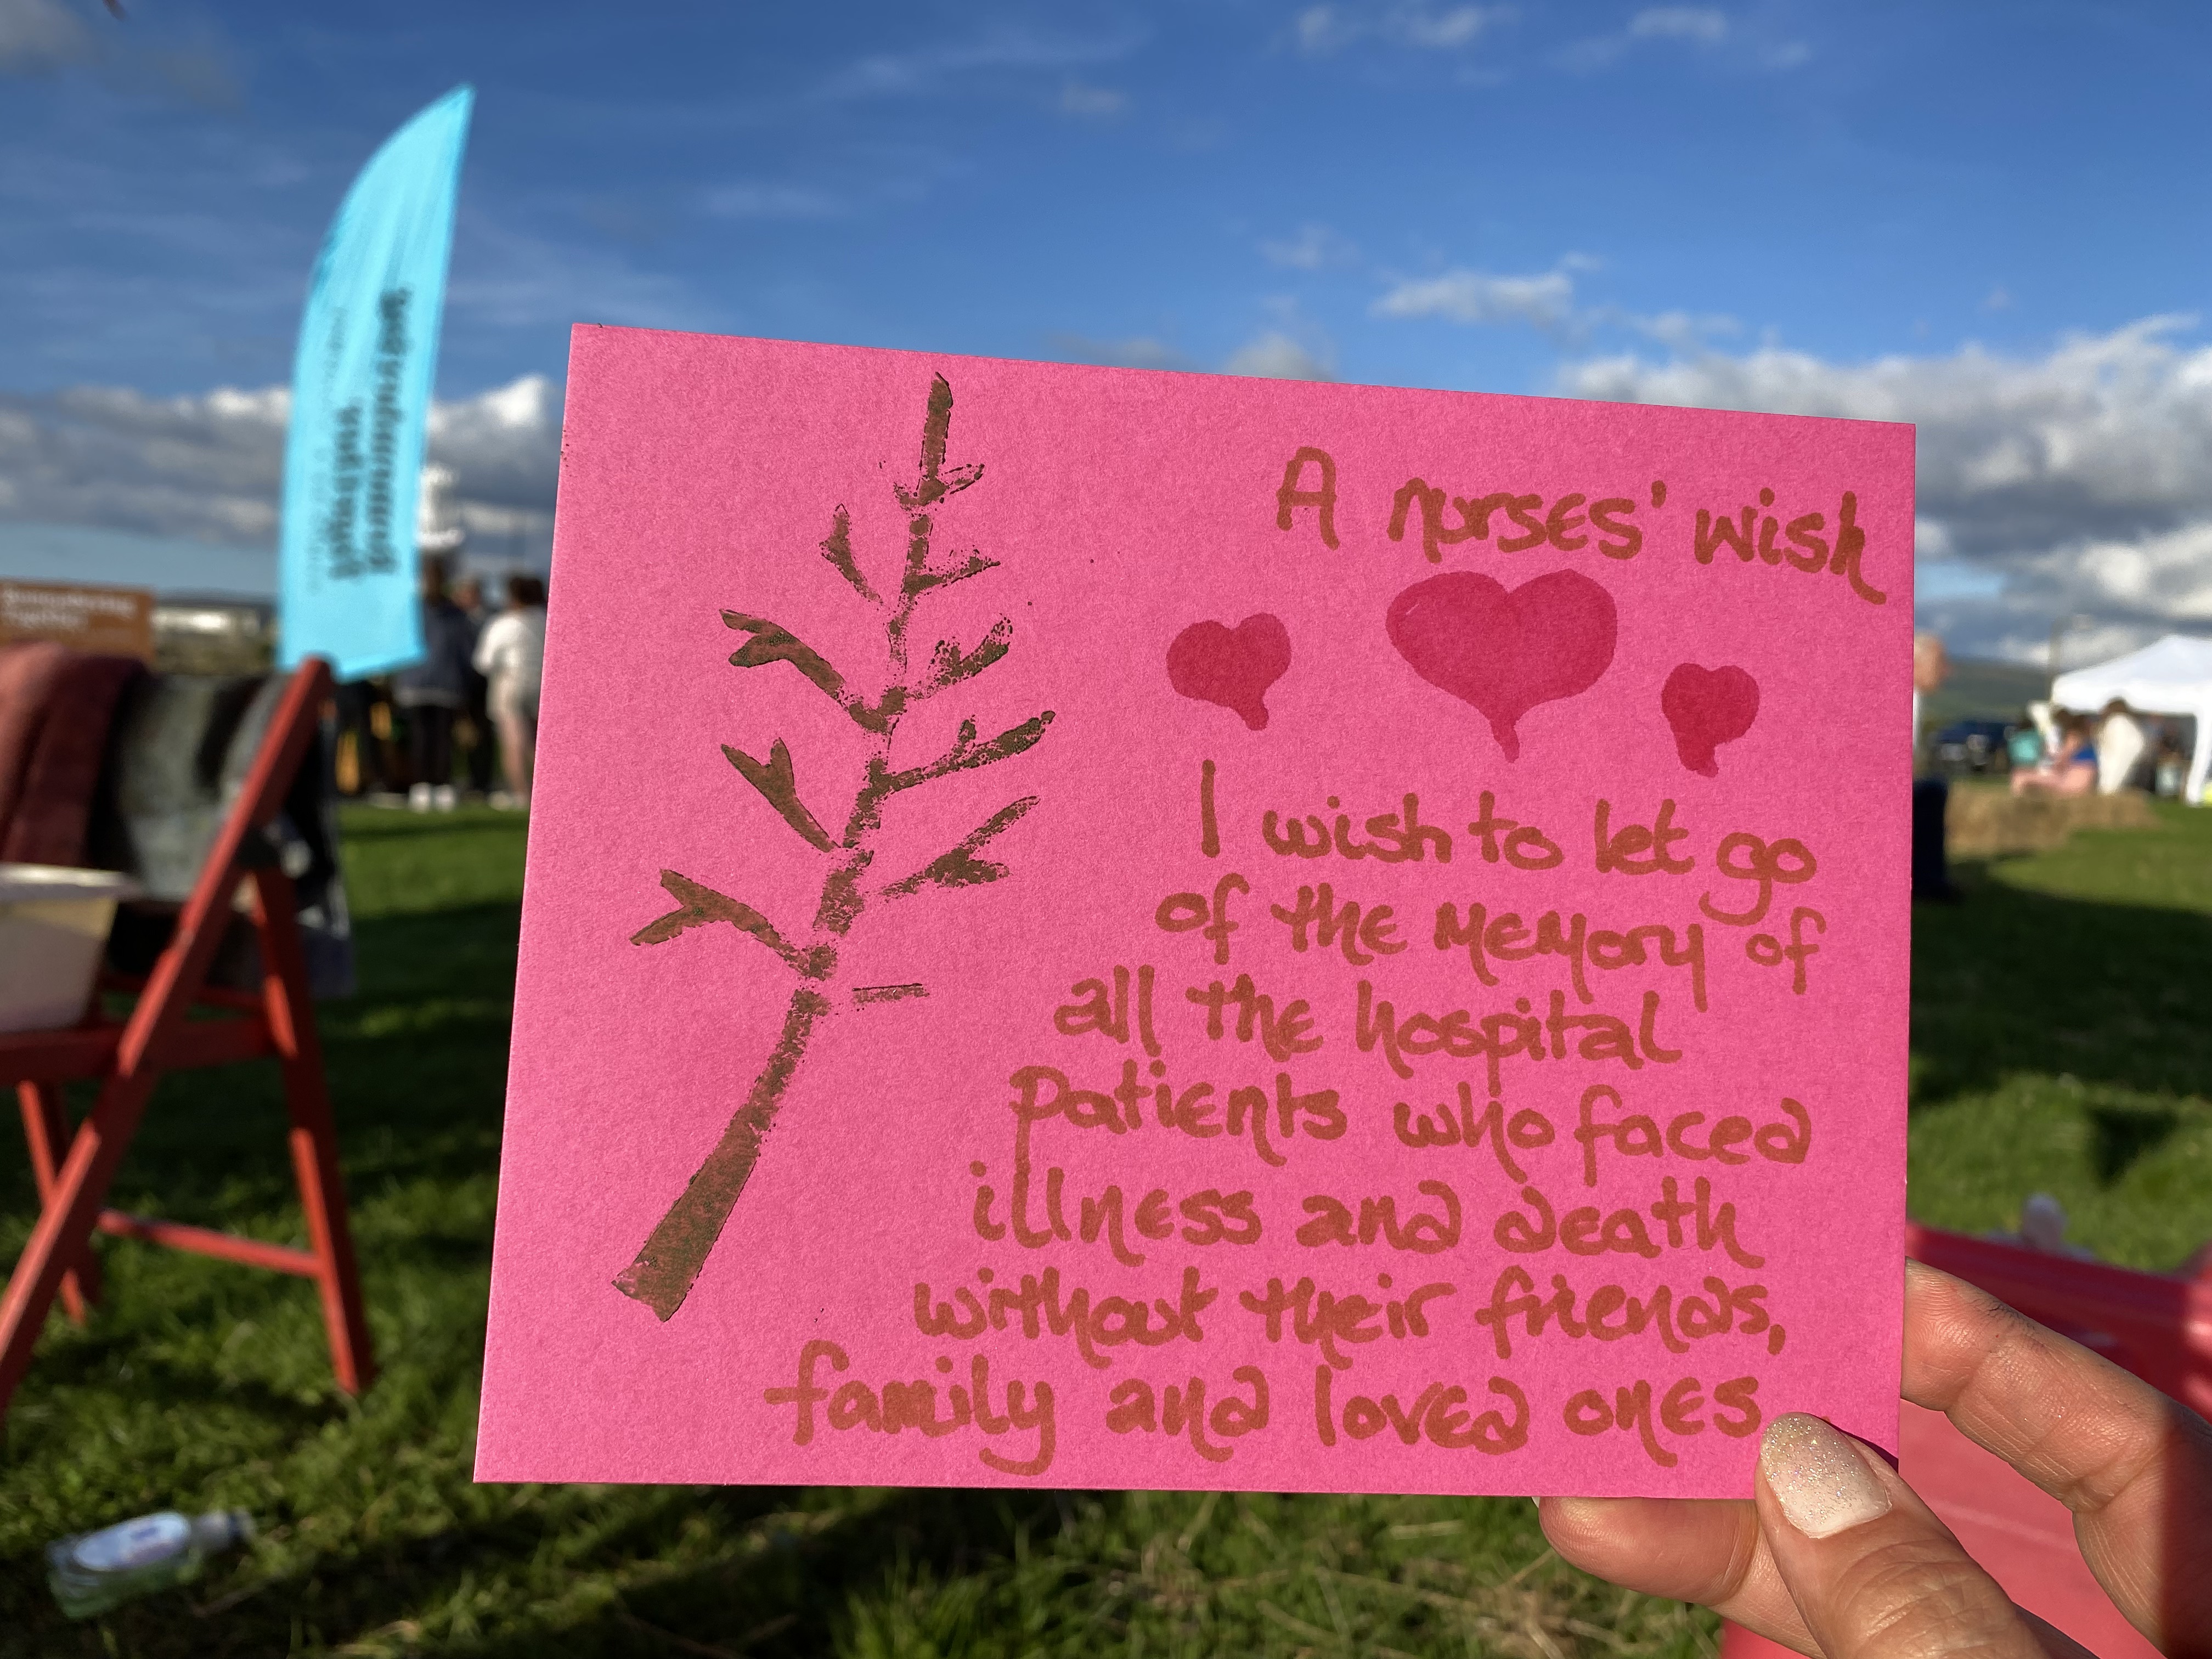 A nurses' wish
I wish to let go
of the memory of
all the hospital
patients who faced
illness and death
without their friends,
family and loved ones